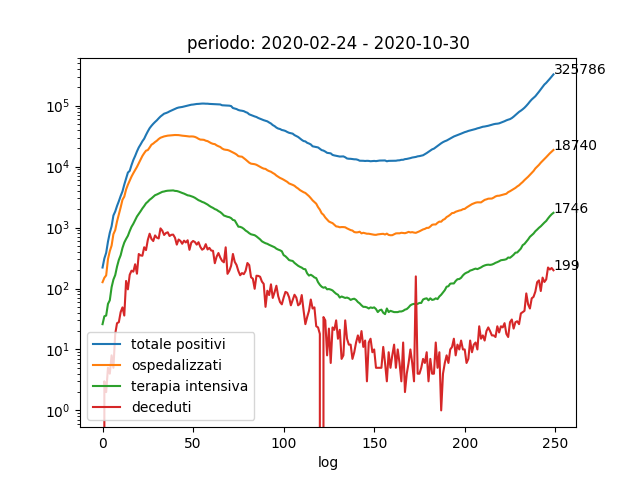 periodo: 2020-02-24 - 2020-10-30
325786
10^5
18740
10^4
1746
10^3
199
10^2
10^1
10^0
totale positivi
ospedalizzati
terapia intensiva
deceduti
0 50 100 150 200 250
log